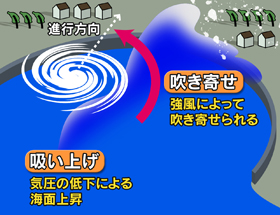 進行方向
吹き寄せ
強風によって
吹き寄せられる
吸い上げ
気圧の低下による
海面上昇